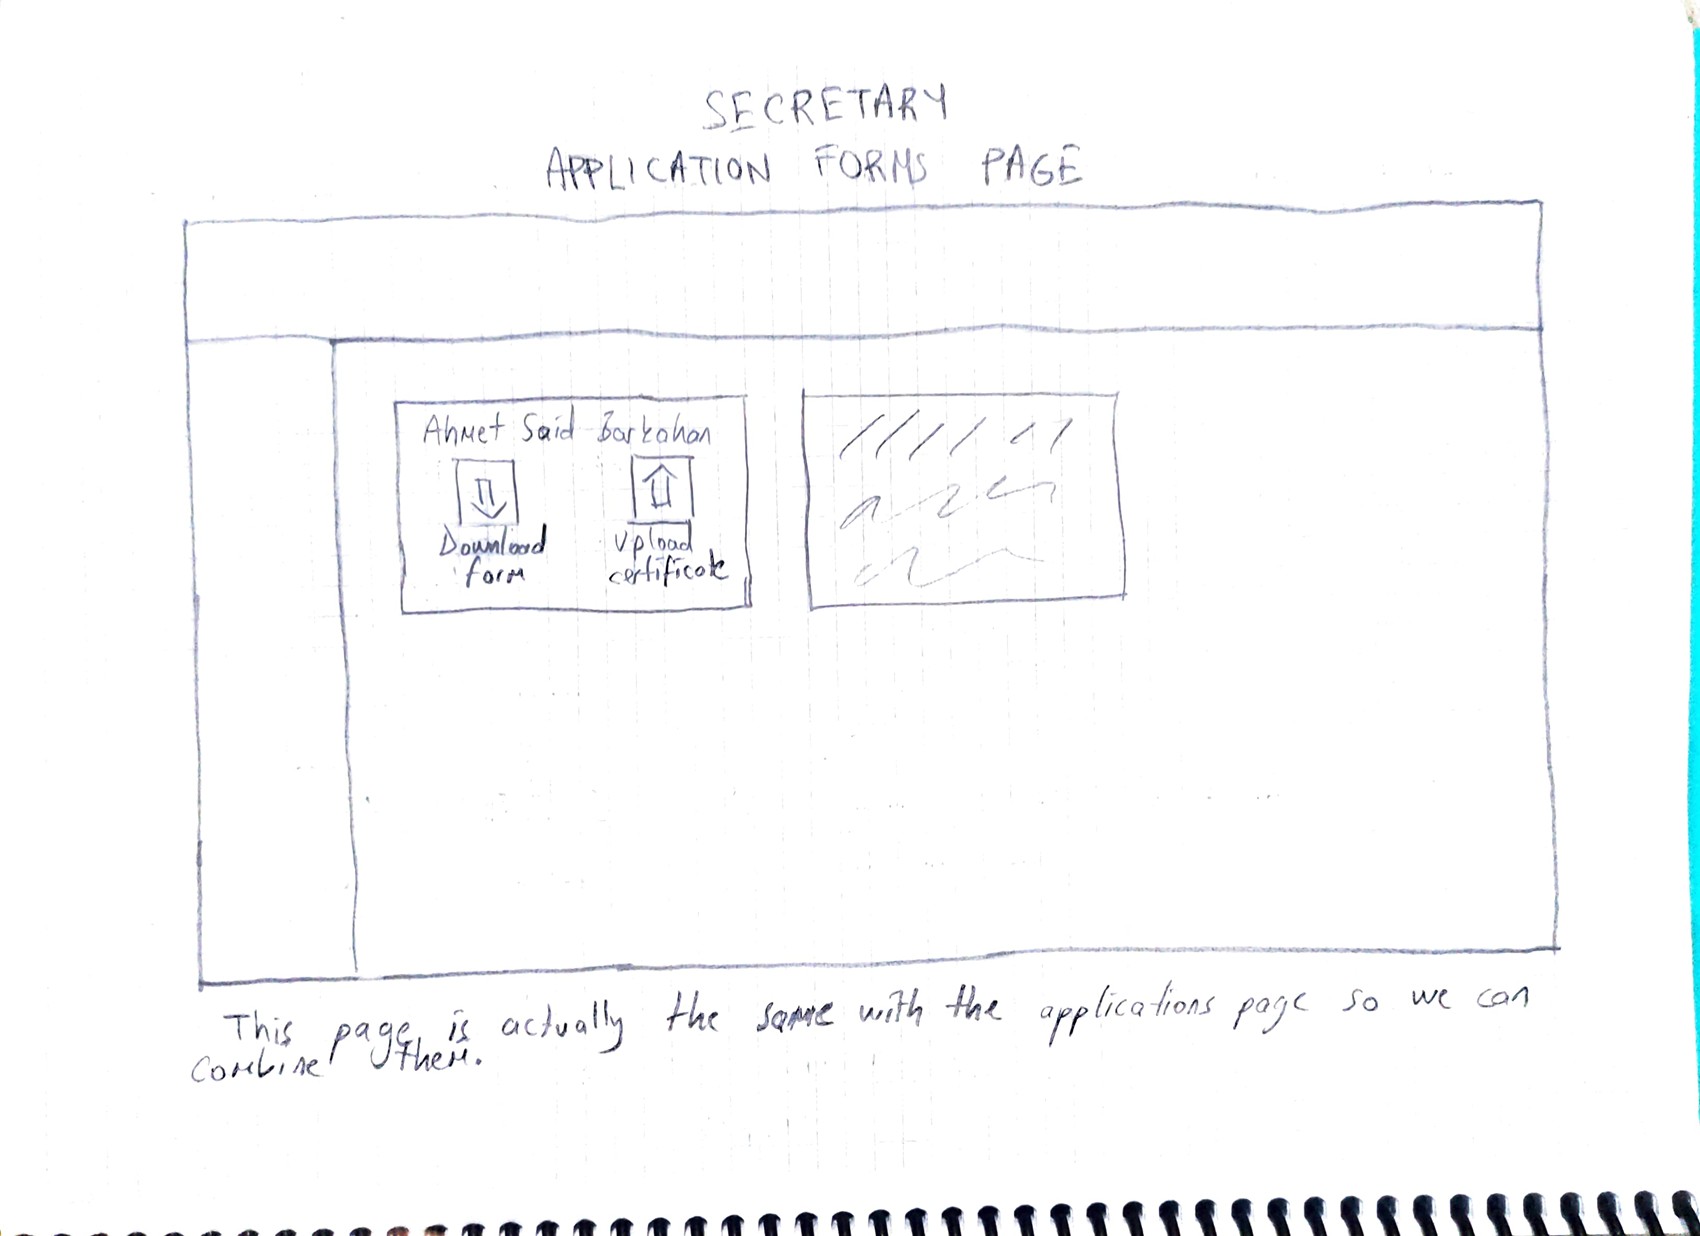 SECRETARY
APPLICATION FORMS PAGE
Ahmet Said Barkohan
Download
form
Upload
certificate
This page is actually the same with the applications page so we can
combine them.